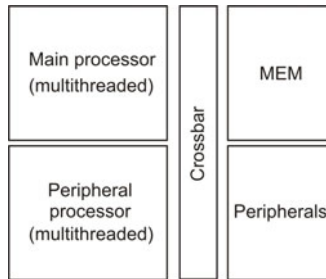 Main processor
(multithreaded)
Peripheral
processor
(multithreaded)
Crossbar
MEM
Peripherals